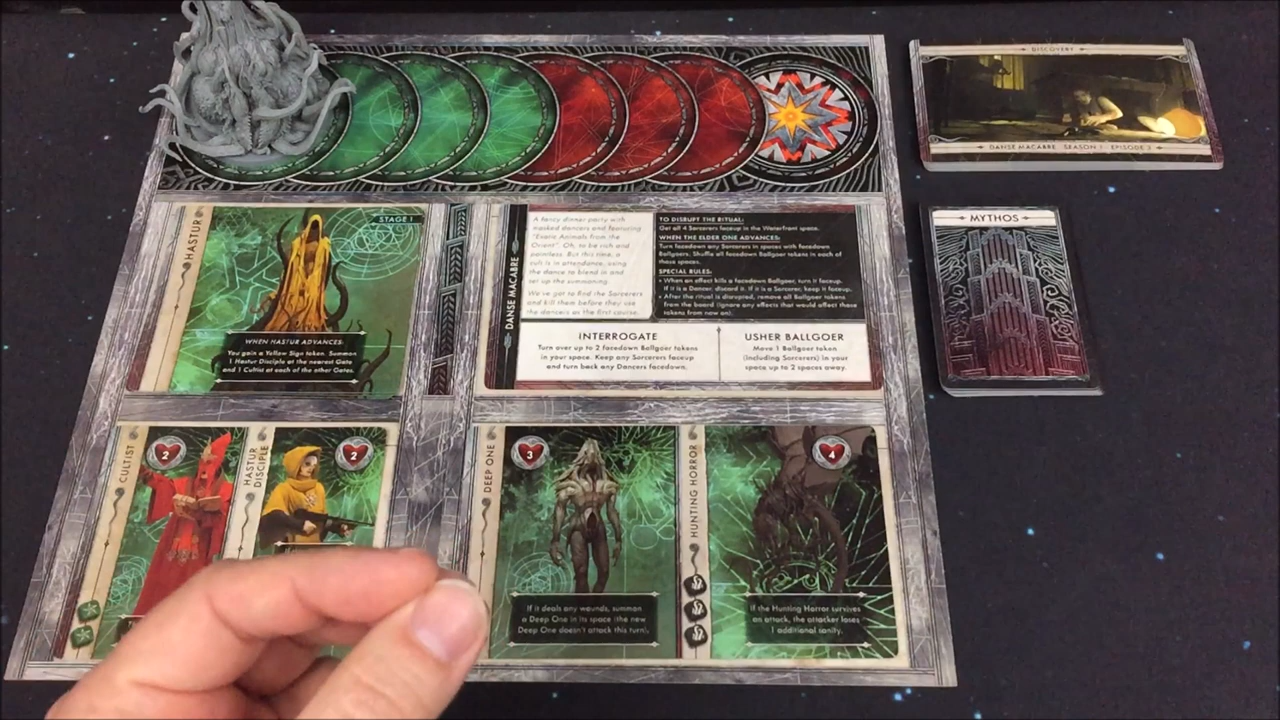 DISCOVERY
DANSE MACABRE SEASON 1 EPISODE 3
HASTUR
STAGE 1
WHEN HASTUR ADVANCES:
You gain a Yellow Sign token. Summon
1 Hastur Disciple at the nearest Gate
and 1 Cultist at each of the other Gates.
DANSE MACABRE
A fancy dinner party with
masked dancers and featuring
"Exotic Animals from the
Orient". Oh, to be rich and
pointless. But this time, a
cult is in attendance, using
the dance to blend in and
set up the summoning.
We've got to find the Sorcerers
and kill them before they use
the dancers as the first course.
TO DISRUPT THE RITUAL:
Get all 4 Sorcerers faceup in the Waterfront space.
WHEN THE ELDER ONE ADVANCES:
Turn facedown any Sorcerers in spaces with facedown
Ballgoers. Shuffle all facedown Ballgoer tokens in each of
these spaces.
SPECIAL RULES:
• When an effect kills a facedown Ballgoer, turn it faceup.
If it is a Dancer, discard it. If it is a Sorcerer, keep it faceup.
• After the ritual is disrupted, remove all Ballgoer tokens
from the board (ignore any effects that would affect these
tokens from now on).
INTERROGATE
Turn over up to 2 facedown Ballgoer tokens
in your space. Keep any Sorcerers faceup
and turn back any Dancers facedown.
USHER BALLGOER
Move 1 Ballgoer token
(including Sorcerers) in your
space up to 2 spaces away.
MYTHOS
CULTIST
2
HASTUR
DISCIPLE
2
DEEP ONE
3
If it deals any wounds, summon
a Deep One in its space (the new
Deep One doesn't attack this turn).
HUNTING HORROR
4
If the Hunting Horror survives
an attack, the attacker loses
1 additional sanity.